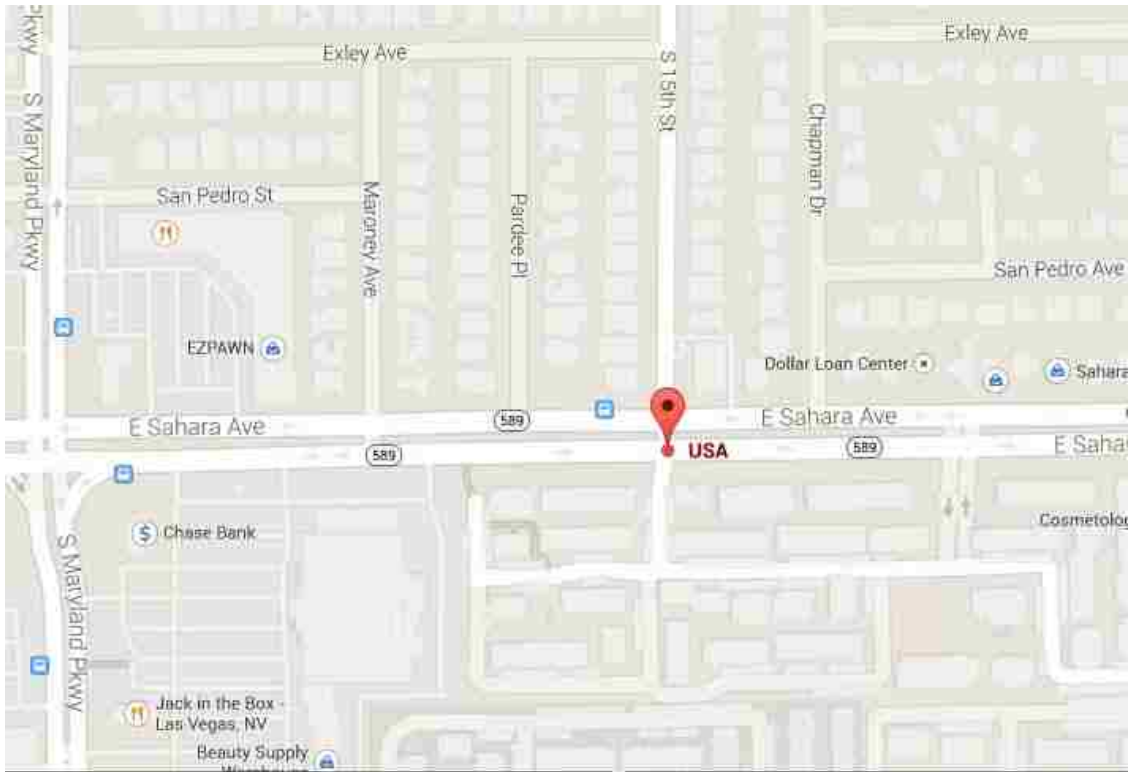 Pkwy
S Maryland Pkwy
Exley Ave
S 15th St
Exley Ave
Chapman Dr
San Pedro St
Maroney Ave
Pardee Pl
San Pedro Ave
EZPAWN
Dollar Loan Center
Sahara
E Sahara Ave
589
E Sahara Ave
589
USA
589
E Saha
$ Chase Bank
Cosmetolog
S Maryland Pkwy
Jack in the Box -
Las Vegas, NV
Beauty Supply